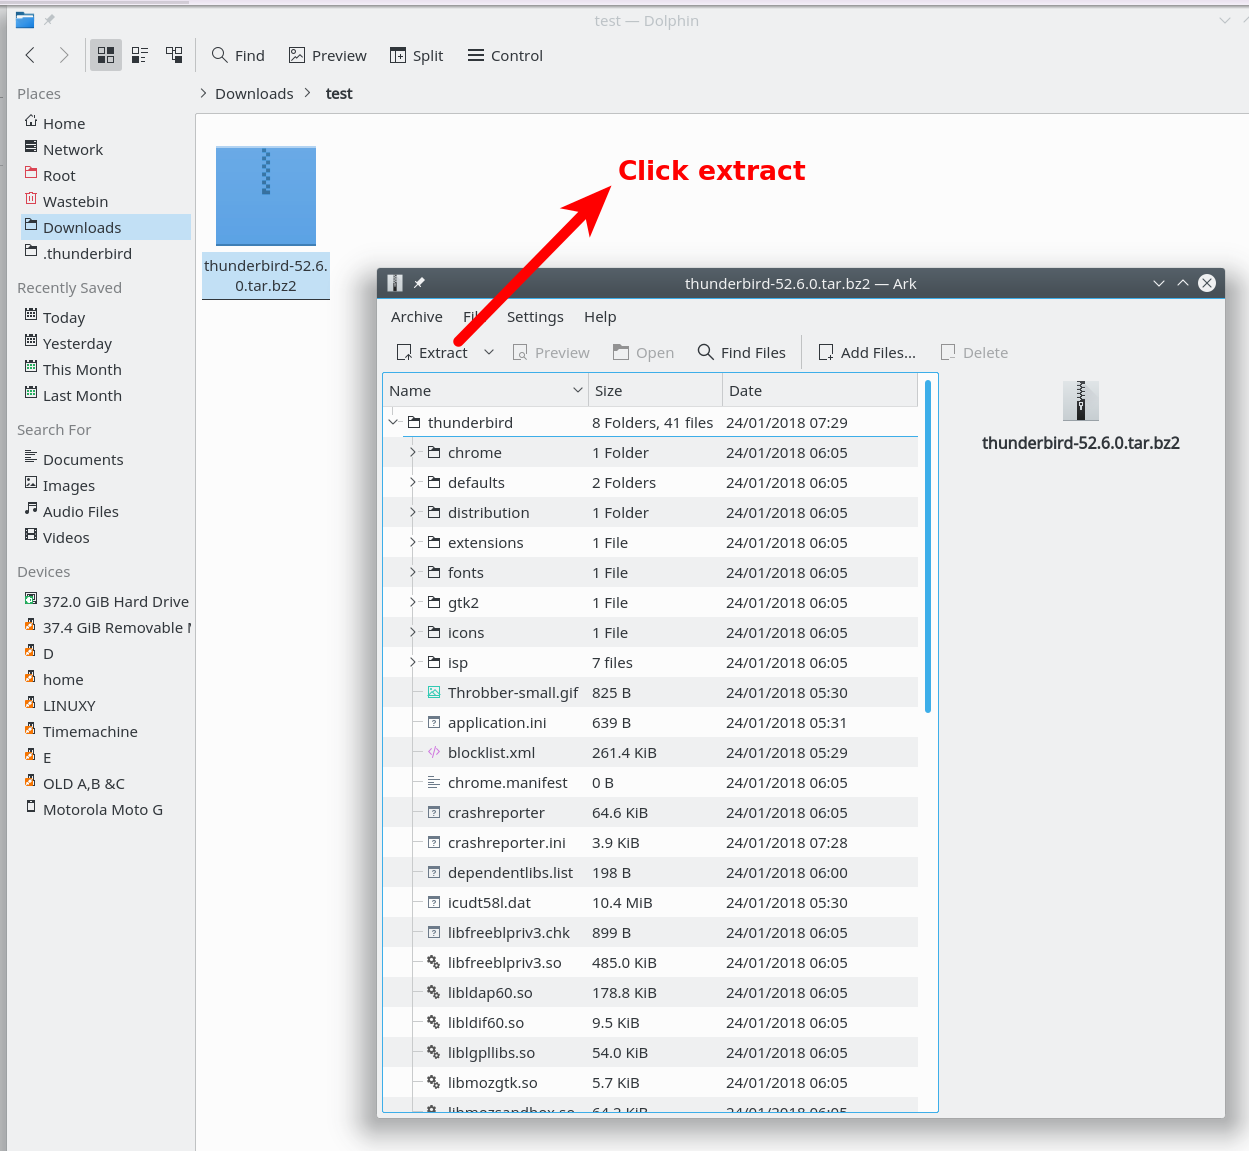 test — Dolphin
Find Preview Split Control
Places
Downloads test
Home
Network
Root
Wastebin
Downloads
.thunderbird
Recently Saved
Today
Yesterday
This Month
Last Month
Search For
Documents
Images
Audio Files
Videos
Devices
372.0 GiB Hard Drive
37.4 GiB Removable
D
home
LINUXY
Timemachine
E
OLD A,B &C
Motorola Moto G
thunderbird-52.6.
0.tar.bz2
Click extract
thunderbird-52.6.0.tar.bz2 — Ark
Archive Settings Help
Extract Preview Open Find Files Add Files... Delete
Name Size Date
thunderbird 8 Folders, 41 files 24/01/2018 07:29
chrome 1 Folder 24/01/2018 06:05
defaults 2 Folders 24/01/2018 06:05
distribution 1 Folder 24/01/2018 06:05
extensions 1 File 24/01/2018 06:05
fonts 1 File 24/01/2018 06:05
gtk2 1 File 24/01/2018 06:05
icons 1 File 24/01/2018 06:05
isp 7 files 24/01/2018 06:05
Throbber-small.gif 825 B 24/01/2018 05:30
application.ini 639 B 24/01/2018 05:31
blocklist.xml 261.4 KiB 24/01/2018 05:29
chrome.manifest 0 B 24/01/2018 06:05
crashreporter 64.6 KiB 24/01/2018 06:05
crashreporter.ini 3.9 KiB 24/01/2018 07:28
dependentlibs.list 198 B 24/01/2018 06:00
icudt58l.dat 10.4 MiB 24/01/2018 05:30
libfreeblpriv3.chk 899 B 24/01/2018 06:05
libfreeblpriv3.so 485.0 KiB 24/01/2018 06:05
libldap60.so 178.8 KiB 24/01/2018 06:05
libldif60.so 9.5 KiB 24/01/2018 06:05
liblgpllibs.so 54.0 KiB 24/01/2018 06:05
libmozgtk.so 5.7 KiB 24/01/2018 06:05
thunderbird-52.6.0.tar.bz2